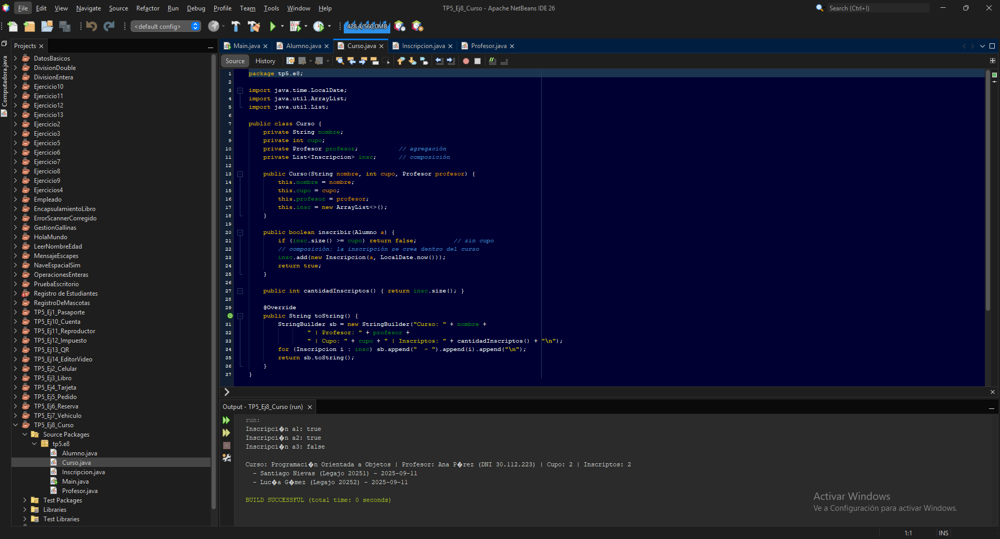 File Edit View Navigate Source Refactor Run Debug Profile Team Tools Window Help
TP5_Ej8_Curso - Apache NetBeans IDE 26
Search (Ctrl+I)
<default config>
428,4/560,0MB
Computadora.java
Projects
DatosBasicos
DivisionDouble
DivisionEntera
Ejercicio10
Ejercicio11
Ejercicio12
Ejercicio13
Ejercicio2
Ejercicio3
Ejercicio5
Ejercicio6
Ejercicio7
Ejercicio8
Ejercicio9
Ejercicios4
Empleado
EncapsulamientoLibro
ErrorScannerCorregido
GestionGallinas
HolaMundo
LeerNombreEdad
MensajeEscapes
NaveEspacialSim
OperacionesEnteras
PruebaEscritorio
Registro de Estudiantes
RegistroDeMascotas
TP5_Ej1_Pasaporte
TP5_Ej10_Cuenta
TP5_Ej11_Reproductor
TP5_Ej12_Impuesto
TP5_Ej13_QR
TP5_Ej14_EditorVideo
TP5_Ej2_Celular
TP5_Ej3_Libro
TP5_Ej4_Tarjeta
TP5_Ej5_Pedido
TP5_Ej6_Reserva
TP5_Ej7_Vehiculo
TP5_Ej8_Curso
Source Packages
tp5.e8
Alumno.java
Curso.java
Inscripcion.java
Main.java
Profesor.java
Test Packages
Libraries
Test Libraries
Main.java Alumno.java Curso.java Inscripcion.java Profesor.java
Source History
1 package tp5.e8;
2
3 import java.time.LocalDate;
4 import java.util.ArrayList;
5 import java.util.List;
6
7 public class Curso {
8 private String nombre;
9 private int cupo;
10 private Profesor profesor; // agregación
11 private List<Inscripcion> insc; // composición
12
13 public Curso(String nombre, int cupo, Profesor profesor) {
14 this.nombre = nombre;
15 this.cupo = cupo;
16 this.profesor = profesor;
17 this.insc = new ArrayList<>();
18 }
19
20 public boolean inscribir(Alumno a) {
21 if (insc.size() >= cupo) return false; // sin cupo
22 // composición: la inscripción se crea dentro del curso
23 insc.add(new Inscripcion(a, LocalDate.now()));
24 return true;
25 }
26
27 public int cantidadInscriptos() { return insc.size(); }
28
29 @Override
public String toString() {
31 StringBuilder sb = new StringBuilder("Curso: " + nombre +
32 " | Profesor: " + profesor +
33 " | Cupo: " + cupo + " | Inscriptos: " + cantidadInscriptos() + "\n");
34 for (Inscripcion i : insc) sb.append("  - ").append(i).append("\n");
35 return sb.toString();
36 }
37 }
Output - TP5_Ej8_Curso (run)
run:
Inscripci�n a1: true
Inscripci�n a2: true
Inscripci�n a3: false
Curso: Programaci�n Orientada a Objetos | Profesor: Ana P�rez (DNI 30.112.223) | Cupo: 2 | Inscriptos: 2
- Santiago Nievas (Legajo 20251) - 2025-09-11
- Luc�a G�mez (Legajo 20252) - 2025-09-11
BUILD SUCCESSFUL (total time: 0 seconds)
Activar Windows
Ve a Configuración para activar Windows.
1:1 INS